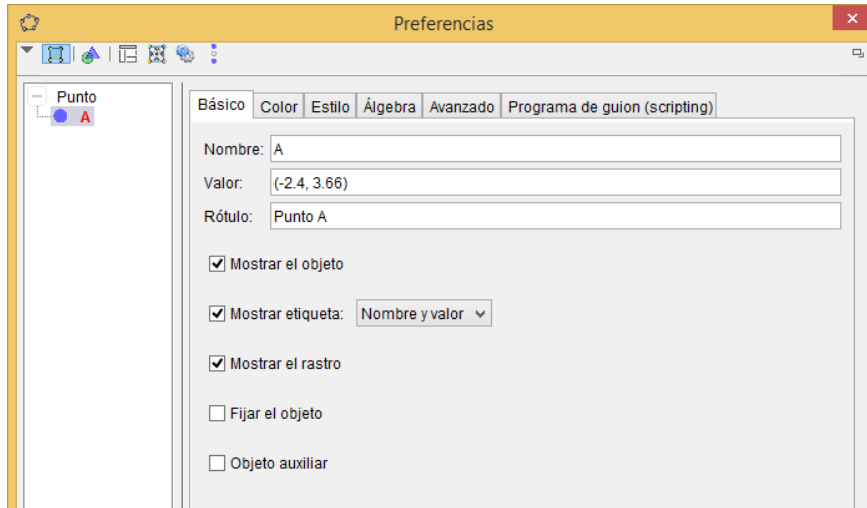 Preferencias
Punto
A
Básico Color Estilo Álgebra Avanzado Programa de guion (scripting)
Nombre: A
Valor: (-2.4, 3.66)
Rótulo: Punto A
Mostrar el objeto
Mostrar etiqueta: Nombre y valor
Mostrar el rastro
Fijar el objeto
Objeto auxiliar